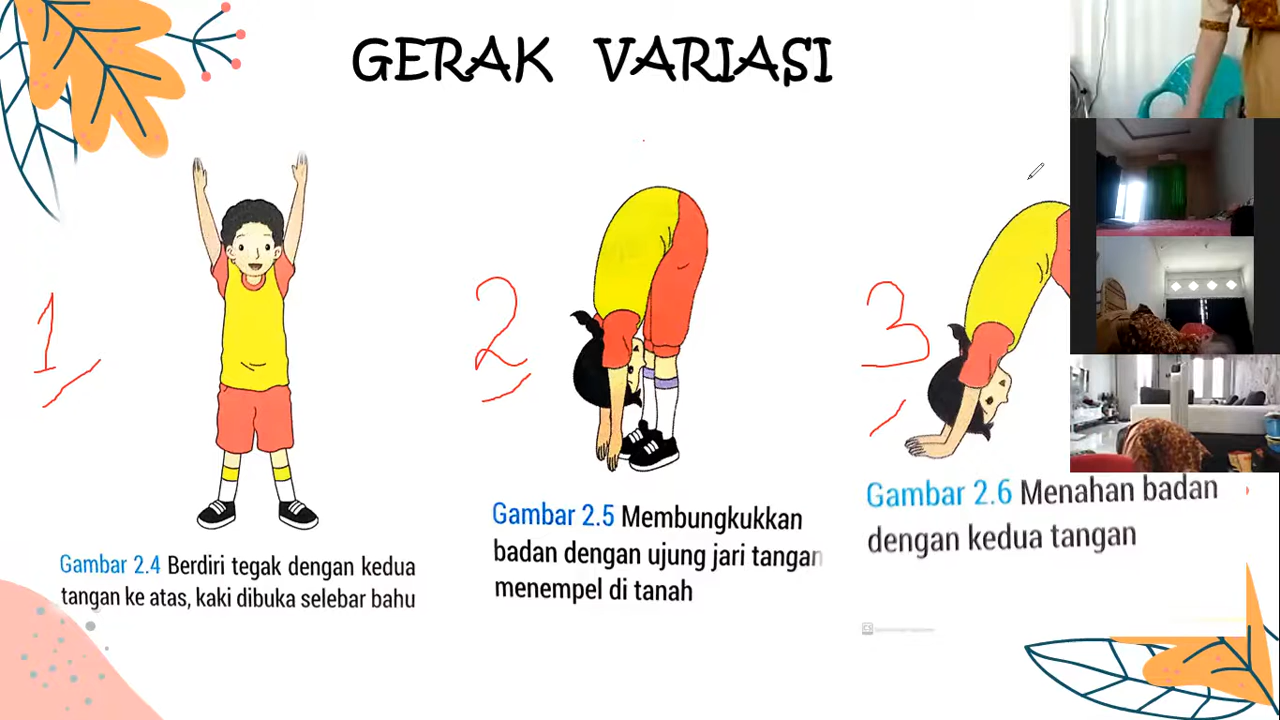 GERAK VARIASI
1
2
3
Gambar 2.4 Berdiri tegak dengan kedua
tangan ke atas, kaki dibuka selebar bahu
Gambar 2.5 Membungkukkan
badan dengan ujung jari tangan
menempel di tanah
Gambar 2.6 Menahan badan
dengan kedua tangan